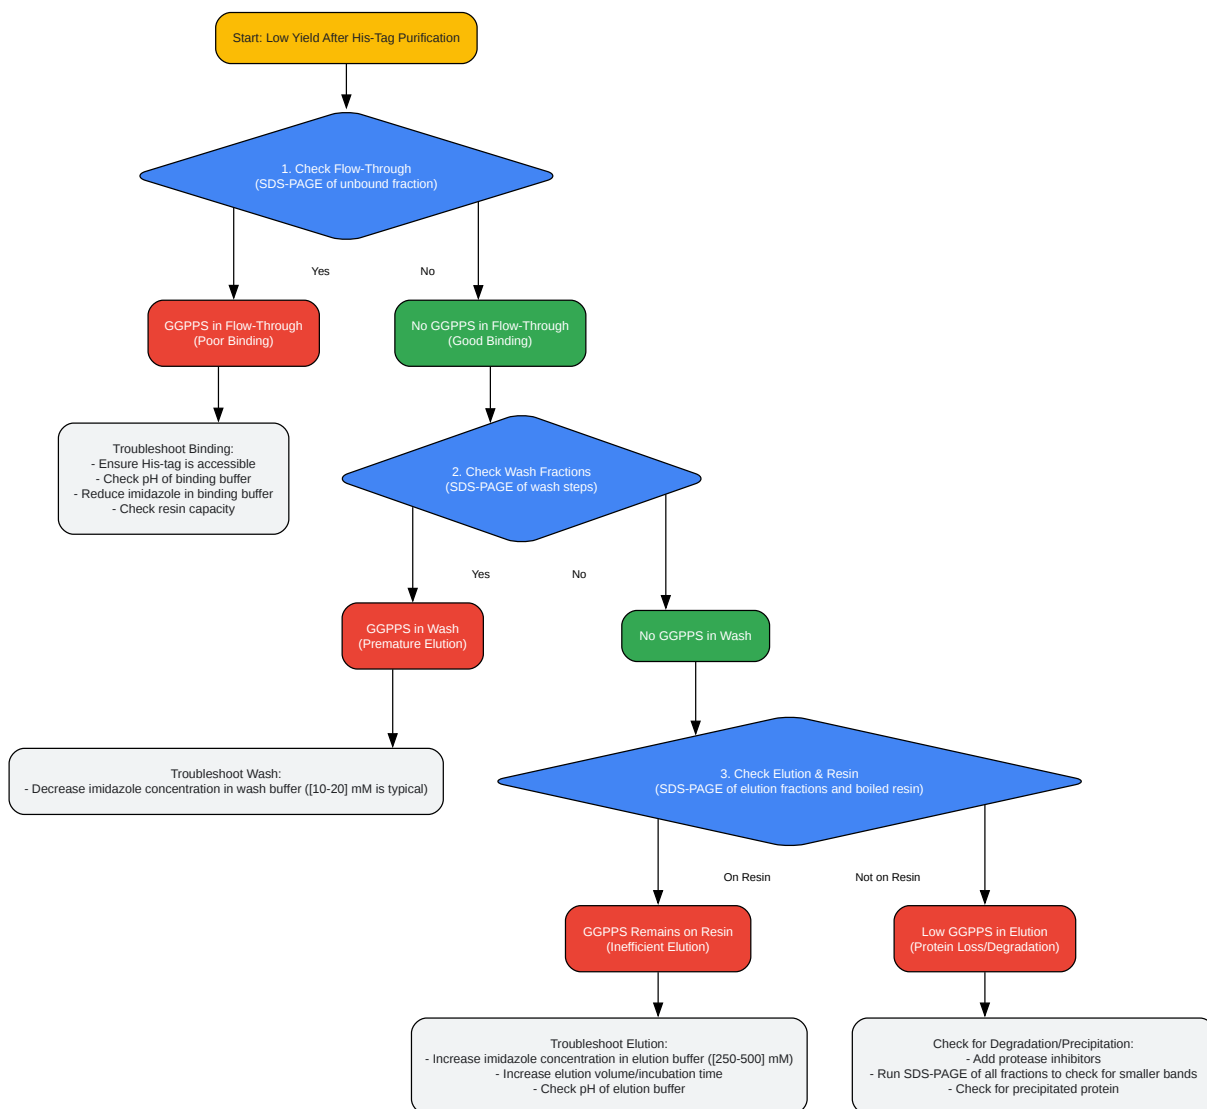 Start: Low Yield After His-Tag Purification
1. Check Flow-Through
(SDS-PAGE of unbound fraction)
Yes
No
GGPPS in Flow-Through
(Poor Binding)
No GGPPS in Flow-Through
(Good Binding)
Troubleshoot Binding:
- Ensure His-tag is accessible
- Check pH of binding buffer
- Reduce imidazole in binding buffer
- Check resin capacity
2. Check Wash Fractions
(SDS-PAGE of wash steps)
Yes
No
GGPPS in Wash
(Premature Elution)
No GGPPS in Wash
Troubleshoot Wash:
- Decrease imidazole concentration in wash buffer ([10-20] mM is typical)
3. Check Elution & Resin
(SDS-PAGE of elution fractions and boiled resin)
On Resin
Not on Resin
GGPPS Remains on Resin
(Inefficient Elution)
Low GGPPS in Elution
(Protein Loss/Degradation)
Troubleshoot Elution:
- Increase imidazole concentration in elution buffer ([250-500] mM)
- Increase elution volume/incubation time
- Check pH of elution buffer
Check for Degradation/Precipitation:
- Add protease inhibitors
- Run SDS-PAGE of all fractions to check for smaller bands
- Check for precipitated protein